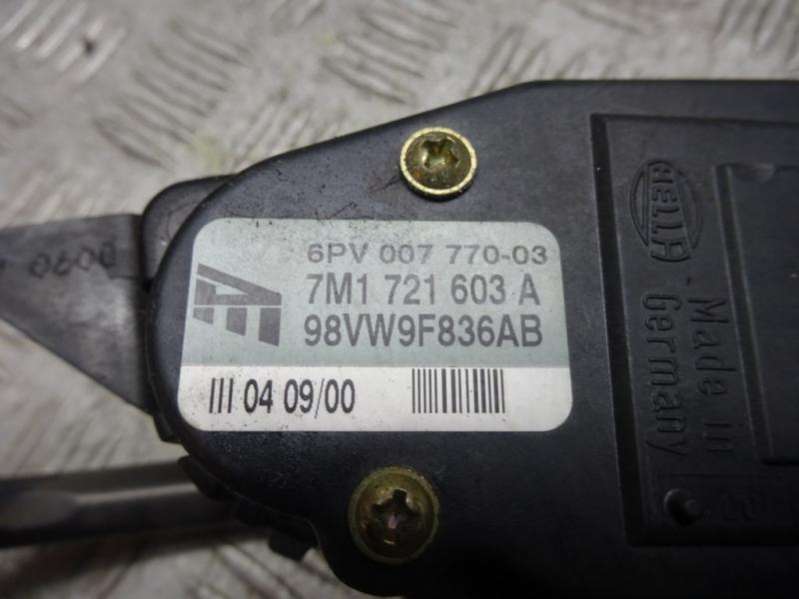 6PV 007 770-03
7M1 721 603 A
98VW9F836AB
III 04 09/00
HELLA
Made in
Germany